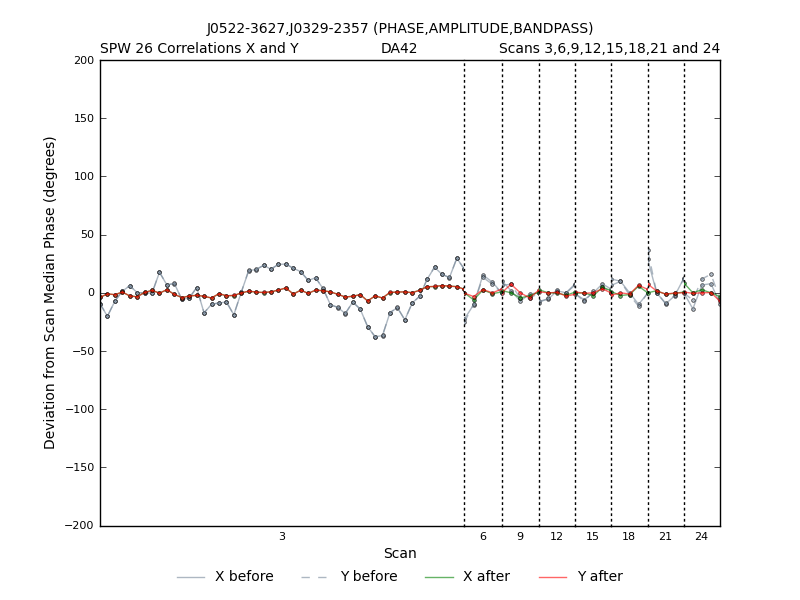 J0522-3627,J0329-2357 (PHASE,AMPLITUDE,BANDPASS)
SPW 26 Correlations X and Y DA42 Scans 3,6,9,12,15,18,21 and 24
200
150
100
50
0
−50
−100
−150
−200
Deviation from Scan Median Phase (degrees)
3 6 9 12 15 18 21 24
Scan
X before Y before X after Y after